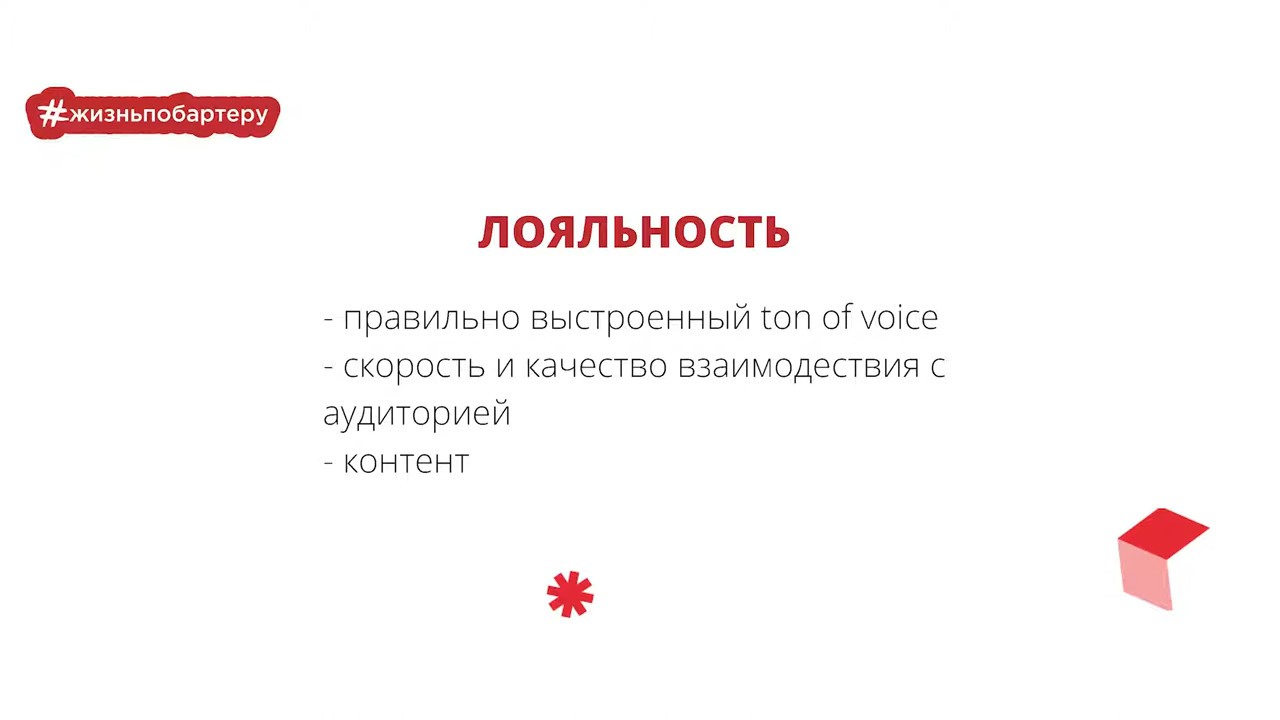 #жизньпобартеру
ЛОЯЛЬНОСТЬ
- правильно выстроенный ton of voice
- скорость и качество взаимодествия с
аудиторией
- контент